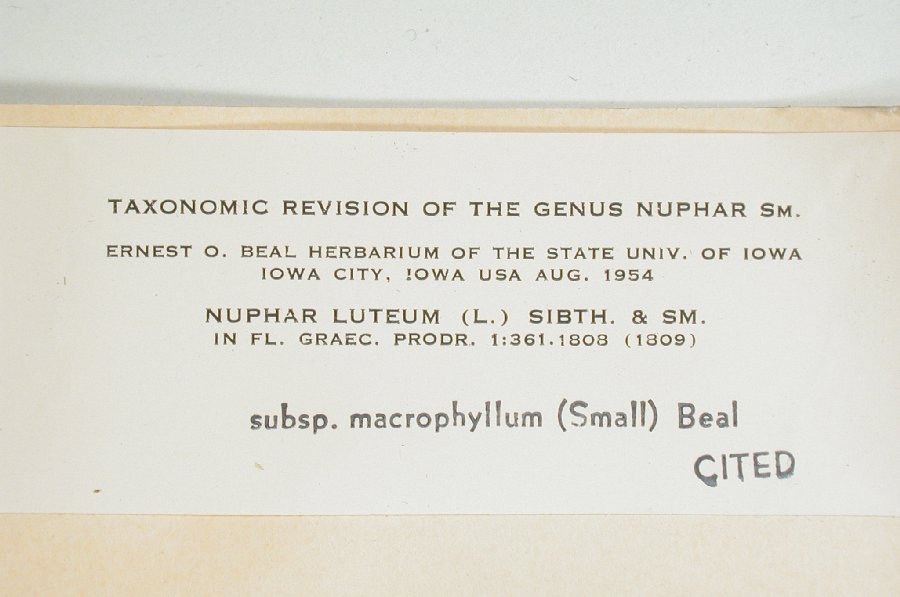 TAXONOMIC REVISION OF THE GENUS NUPHAR SM.
ERNEST O. BEAL HERBARIUM OF THE STATE UNIV. OF IOWA
IOWA CITY, IOWA USA AUG. 1954
NUPHAR LUTEUM (L.) SIBTH. & SM.
IN FL. GRAEC. PRODR. 1:361.1808 (1809)
subsp. macrophyllum (Small) Beal
CITED